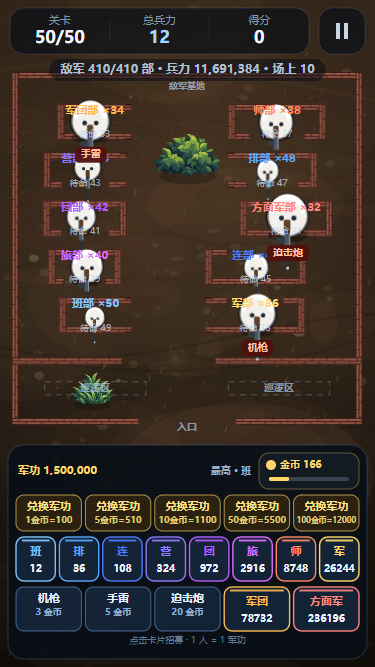 关卡
50/50
总兵力
12
得分
0
敌军 410/410 部 • 兵力 11,691,384 • 场上 10
敌军基地
军团部 ×34
师部 ×38
手雷
排部 ×48
待命 43
待命 47
团部 ×42
方面军部 ×32
待命 41
旅部 ×40
连部
迫击炮
待命 45
班部 ×50
军部 ×36
待命 49
机枪
巡逻区
巡逻区
入口
军功 1,500,000
最高 • 班
金币 166
兑换军功
1金币=100
兑换军功
5金币=510
兑换军功
10金币=1100
兑换军功
50金币=5500
兑换军功
100金币=12000
班
12
排
36
连
108
营
324
团
972
旅
2916
师
8748
军
26244
机枪
3 金币
手雷
5 金币
迫击炮
20 金币
军团
78732
方面军
236196
点击卡片招募 · 1 人 = 1 军功